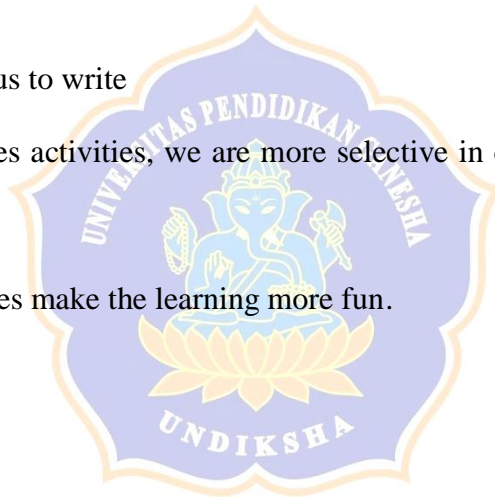 us to write
UNIVERSITAS PENDIDIKAN GANESHA
es activities, we are more selective in
es make the learning more fun.
UNDIKSHA